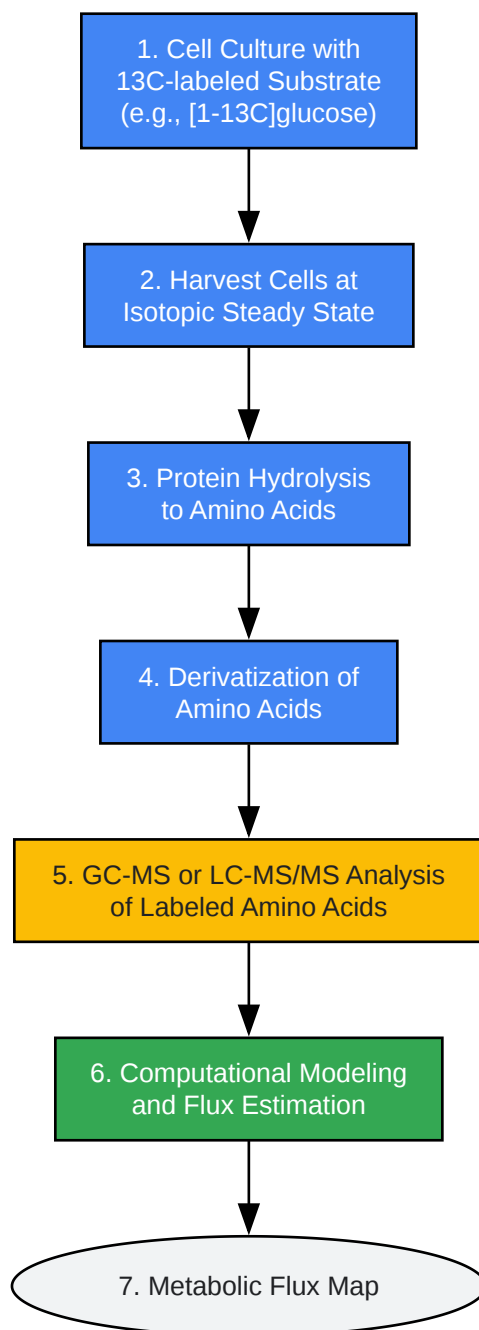 1. Cell Culture with
13C-labeled Substrate
(e.g., [1-13C]glucose)
2. Harvest Cells at
Isotopic Steady State
3. Protein Hydrolysis
to Amino Acids
4. Derivatization of
Amino Acids
5. GC-MS or LC-MS/MS Analysis
of Labeled Amino Acids
6. Computational Modeling
and Flux Estimation
7. Metabolic Flux Map